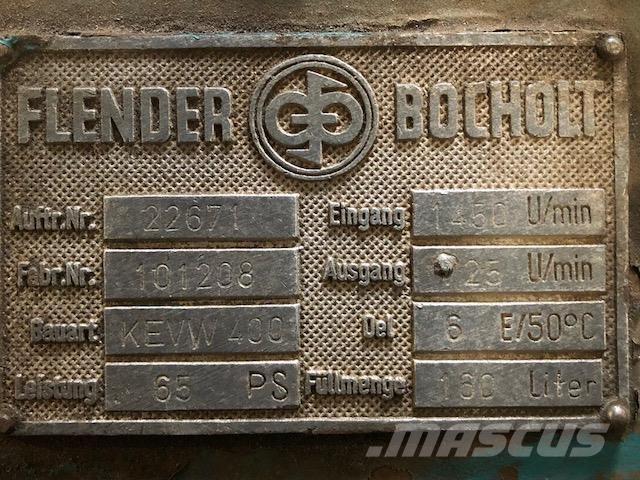 FLENDER BOCHOLT
Auftr.Nr. 22671 Eingang 1450 U/min
Fabr.Nr. 101208 Ausgang 25 U/min
Bauart KEVW 400 Oel 6 E/50°C
Leistung 65 PS Füllmenge 160 Liter
MASCUS